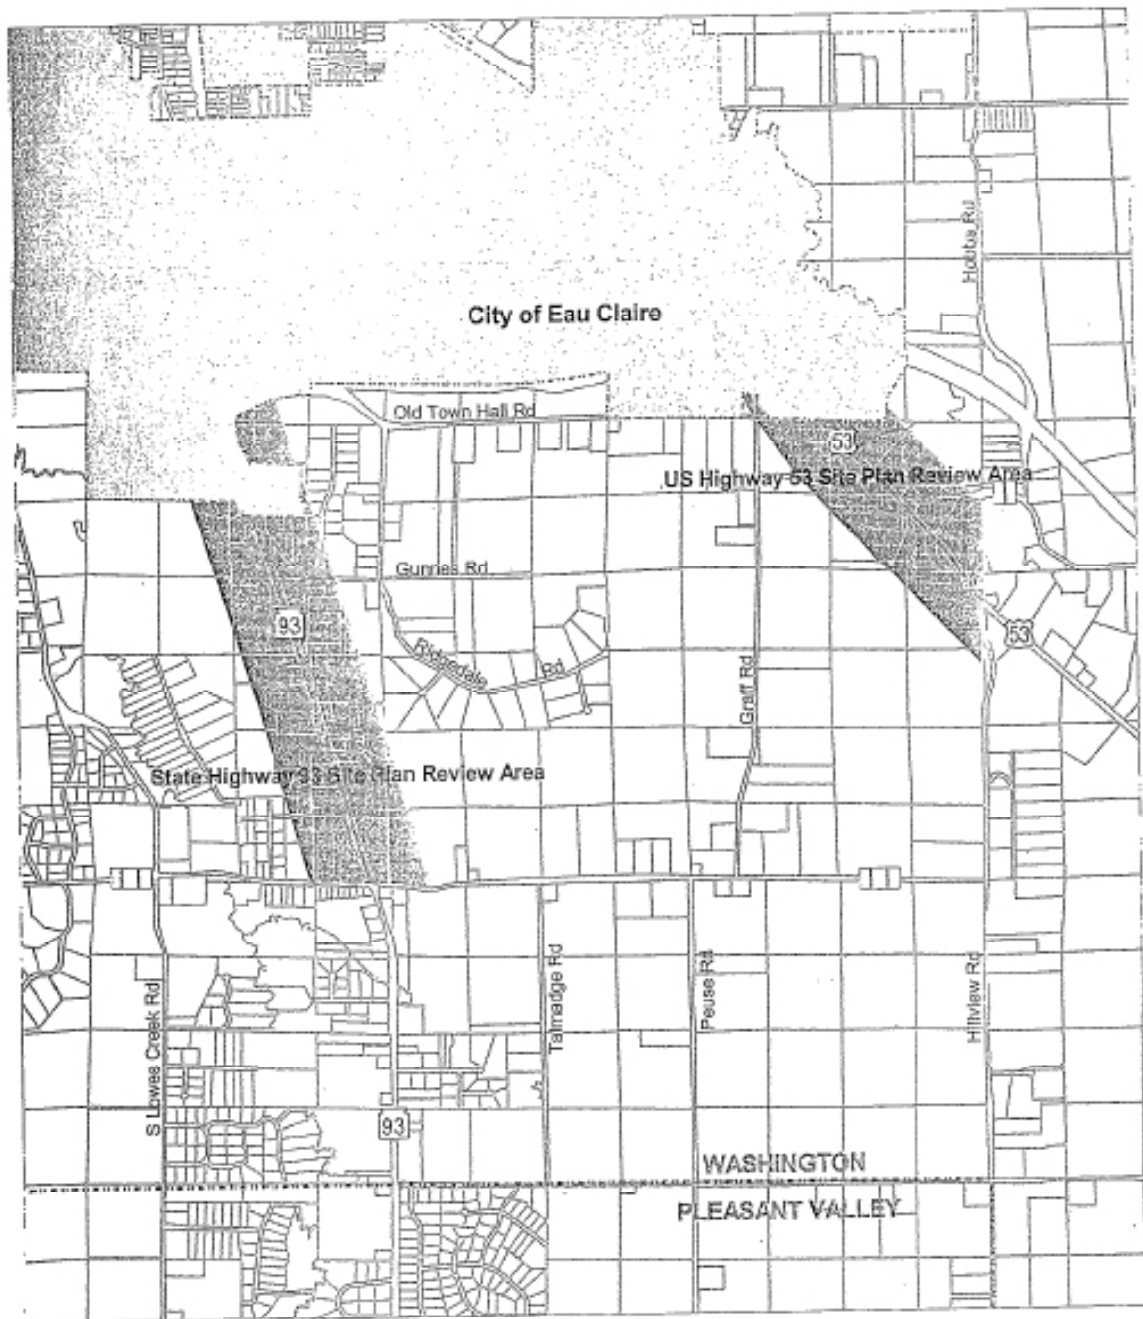 Hobbs Rd
City of Eau Claire
Old Town Hall Rd
53
US Highway 53 Site Plan Review Area
Gunnes Rd
93
53
Ridgedale Rd
Graff Rd
State Highway 93 Site Plan Review Area
S Lowes Creek Rd
Talmadge Rd
Peuse Rd
Hillview Rd
93
WASHINGTON
PLEASANT VALLEY